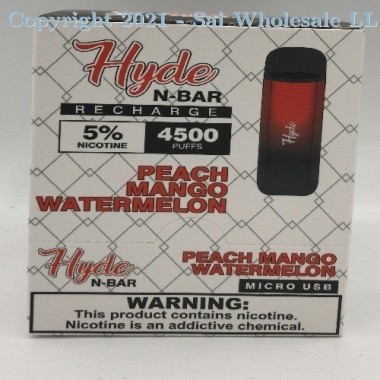 Copyright 2021 - Sal Wholesale LL
Hyde
N-BAR
RECHARGE
5%
NICOTINE
4500
PUFFS
PEACH
MANGO
WATERMELON
Hyde
Hyde
N-BAR
PEACH MANGO
WATERMELON
MICRO USB
WARNING:
This product contains nicotine.
Nicotine is an addictive chemical.